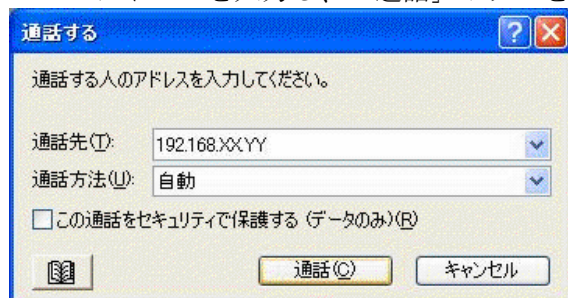 通話する
通話する人のアドレスを入力してください。
通話先(T): 192.168.XX.YY
通話方法(U): 自動
この通話をセキュリティで保護する (データのみ)(R)
通話(C) キャンセル